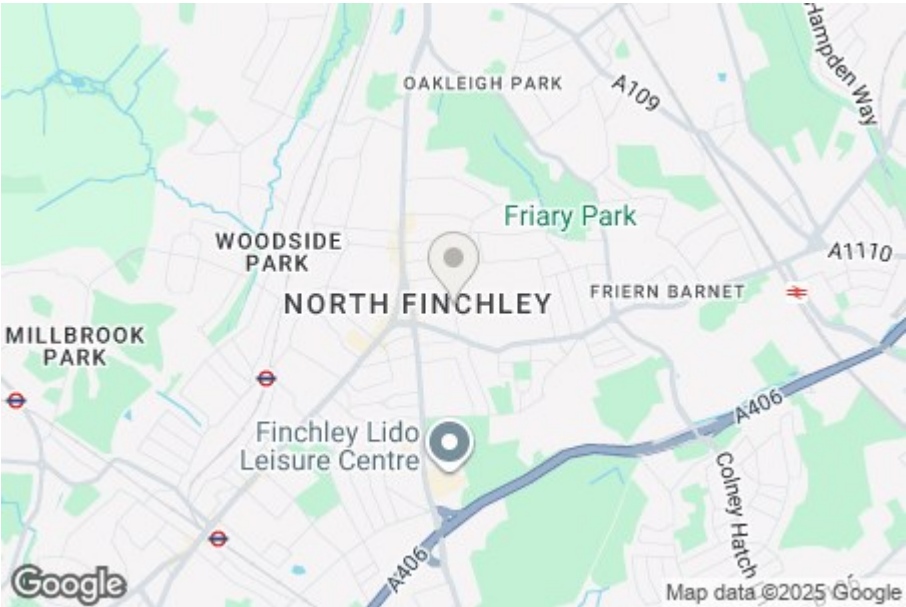 Hampden Way
OAKLEIGH PARK
A109
Friary Park
WOODSIDE
PARK
A1110
NORTH FINCHLEY
FRIERN BARNET
MILLBROOK
PARK
A406
Finchley Lido
Leisure Centre
Colney Hatch
A406
Google
Map data ©2025 Google